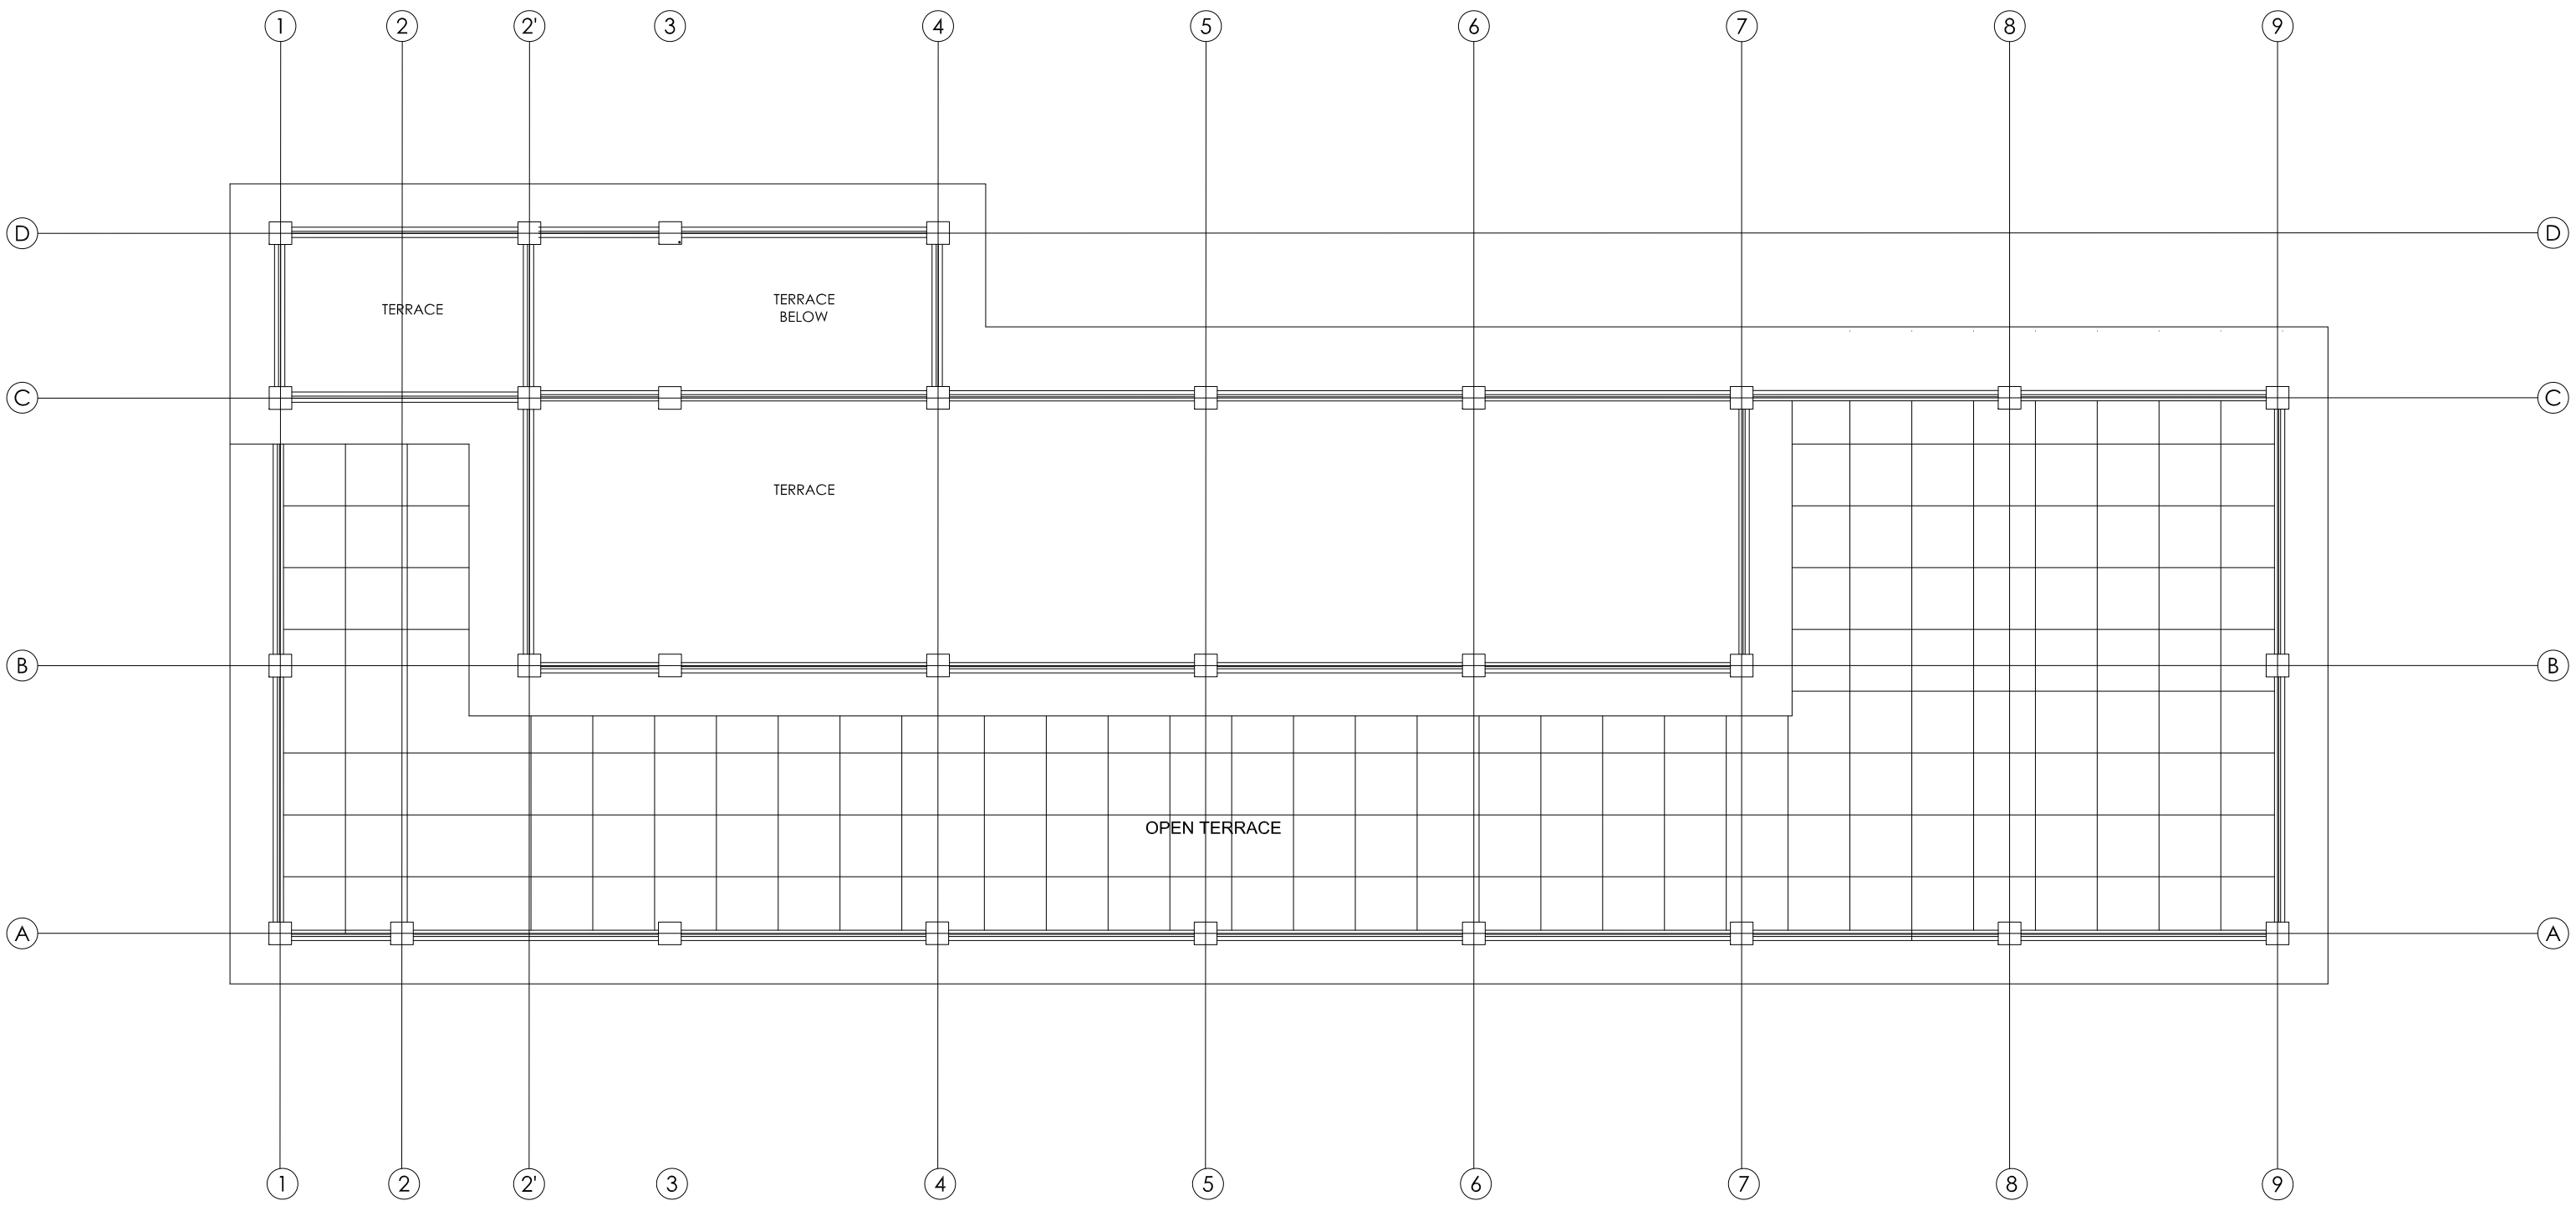 1 2 2' 3 4 5 6 7 8 9
D D
TERRACE
BELOW
TERRACE
C C
TERRACE
B B
OPEN TERRACE
A A
1 2 2' 3 4 5 6 7 8 9